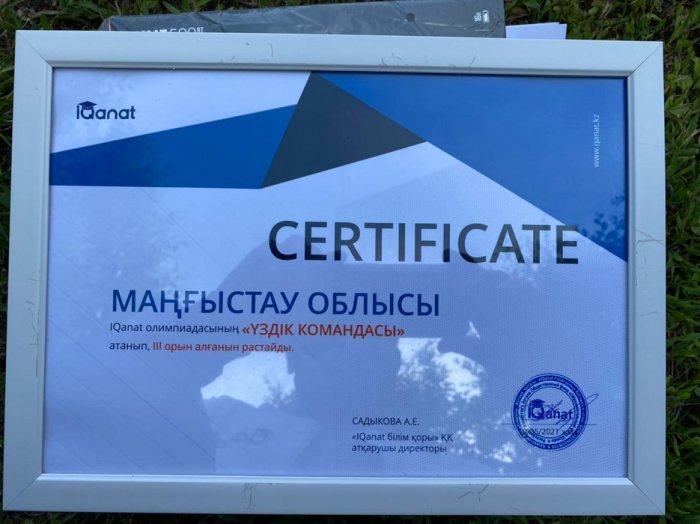 IQanat
www.iqanat.kz
CERTIFICATE
МАҢҒЫСТАУ ОБЛЫСЫ
IQanat олимпиадасының «ҮЗДІК КОМАНДАСЫ»
атанып, III орын алғанын растайды.
САДЫКОВА А.Е.
«IQanat білім қоры» ҚҚ
атқарушы директоры
IQanat